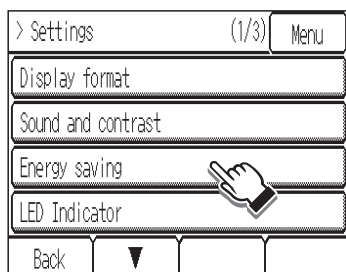 > Settings (1/3) Menu
Display format
Sound and contrast
Energy saving
LED Indicator
Back ▼